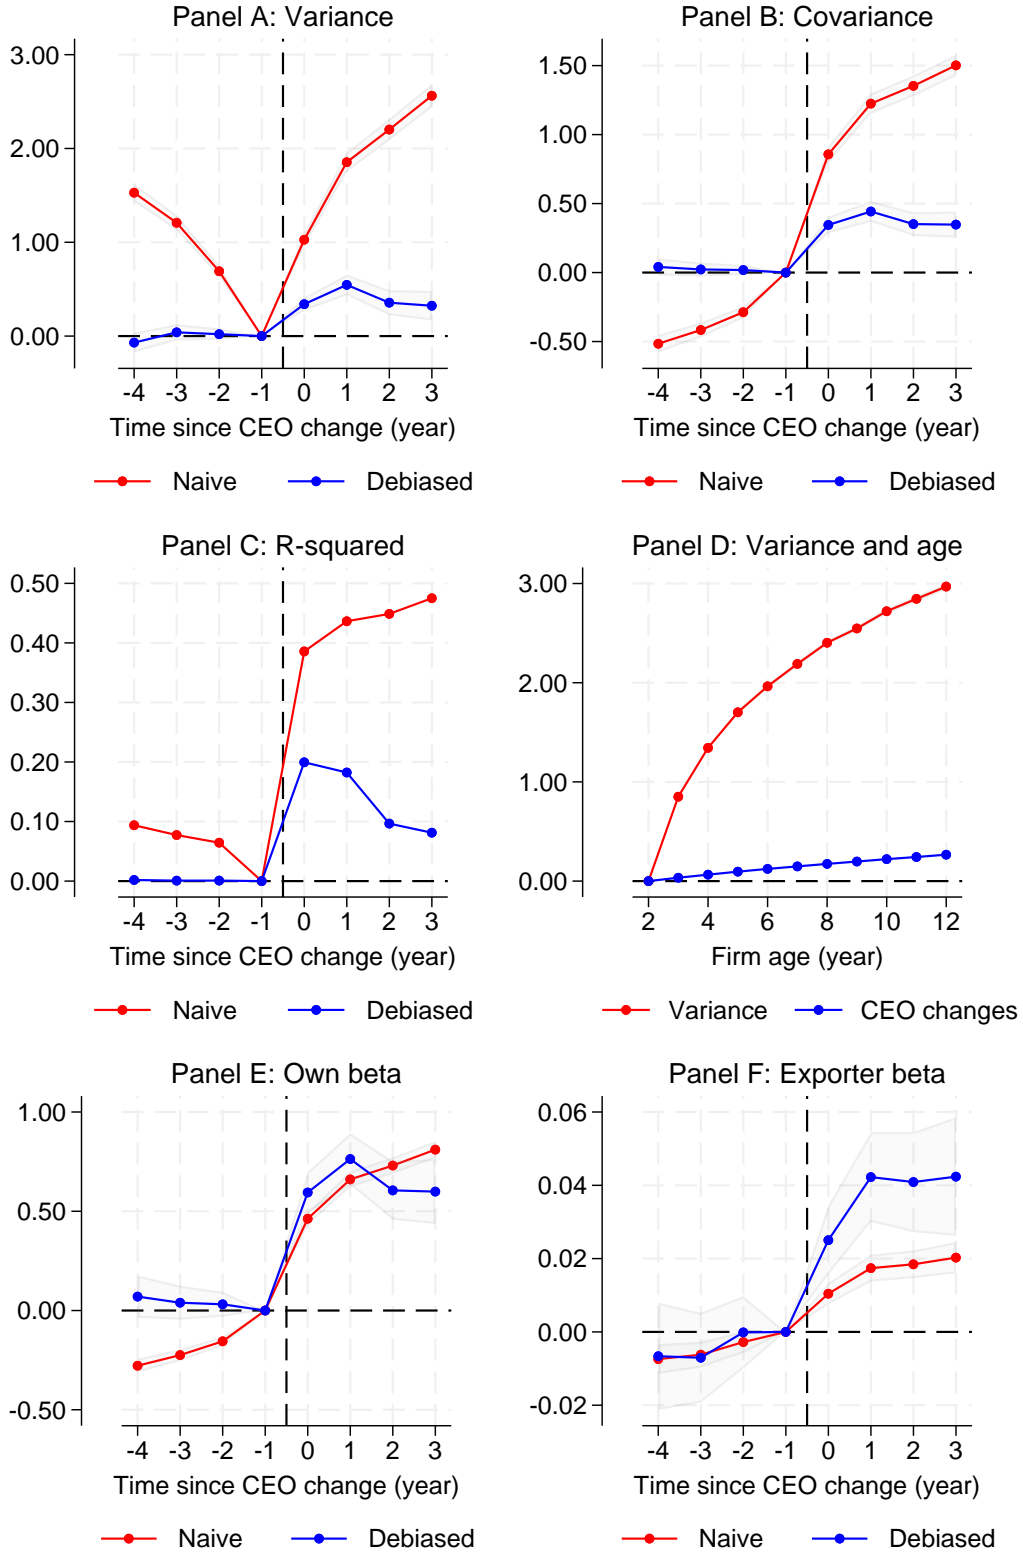 Panel A: Variance
3.00
2.00
1.00
0.00
-4 -3 -2 -1 0 1 2 3
Time since CEO change (year)
Naive Debiased
Panel B: Covariance
1.50
1.00
0.50
0.00
-0.50
-4 -3 -2 -1 0 1 2 3
Time since CEO change (year)
Naive Debiased
Panel C: R-squared
0.50
0.40
0.30
0.20
0.10
0.00
-4 -3 -2 -1 0 1 2 3
Time since CEO change (year)
Naive Debiased
Panel D: Variance and age
3.00
2.00
1.00
0.00
2 4 6 8 10 12
Firm age (year)
Variance CEO changes
Panel E: Own beta
1.00
0.50
0.00
-0.50
-4 -3 -2 -1 0 1 2 3
Time since CEO change (year)
Naive Debiased
Panel F: Exporter beta
0.06
0.04
0.02
0.00
-0.02
-4 -3 -2 -1 0 1 2 3
Time since CEO change (year)
Naive Debiased